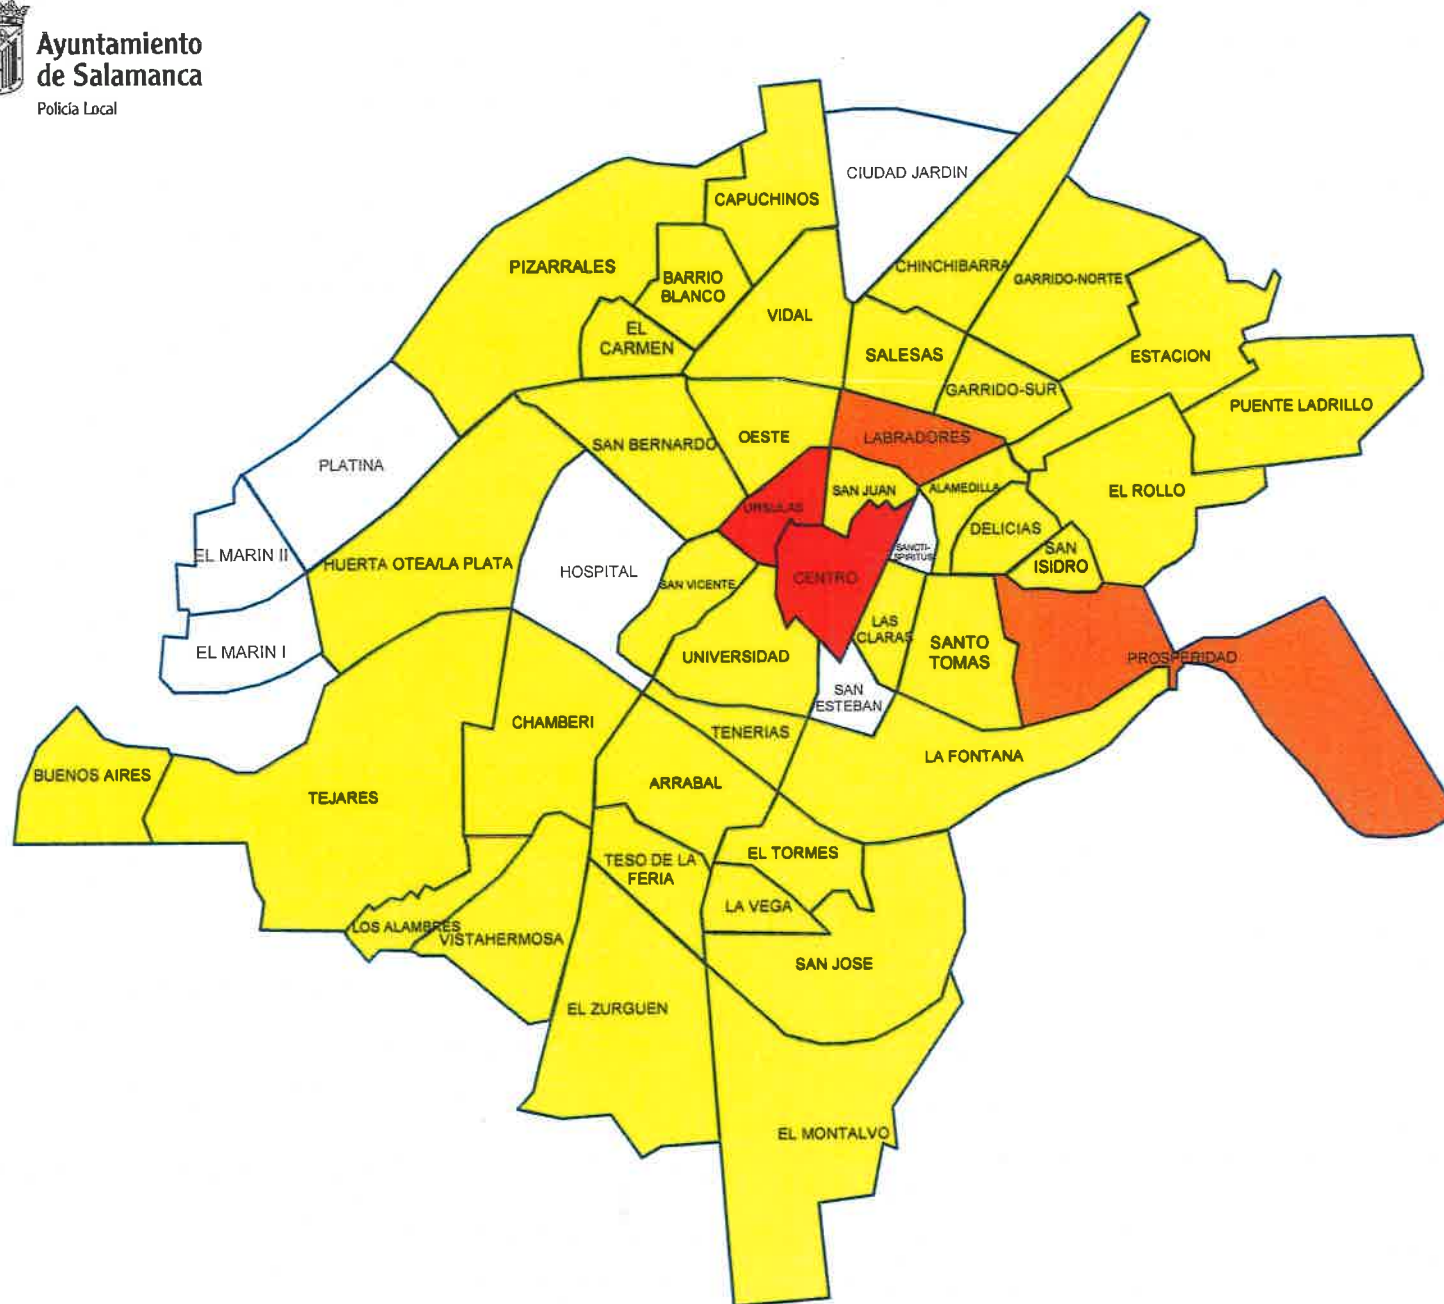 Ayuntamiento
de Salamanca
Policía Local
CIUDAD JARDIN
CAPUCHINOS
PIZARRALES
BARRIO
BLANCO
CHINCHIBARRA
GARRIDO-NORTE
VIDAL
EL
CARMEN
SALESAS
ESTACION
GARRIDO-SUR
PUENTE LADRILLO
SAN BERNARDO
OESTE
LABRADORES
PLATINA
SAN JUAN
ALAMEDILLA
EL ROLLO
URSULAS
DELICIAS
EL MARIN II
HUERTA OTEA/LA PLATA
HOSPITAL
SANCTI-
SPIRITUS
SAN
ISIDRO
SAN VICENTE
CENTRO
LAS
CLARAS
EL MARIN I
UNIVERSIDAD
SANTO
TOMAS
PROSPERIDAD
SAN
ESTEBAN
CHAMBERI
TENERIAS
LA FONTANA
BUENOS AIRES
TEJARES
ARRABAL
TESO DE LA
FERIA
EL TORMES
LA VEGA
LOS ALAMBRES
VISTAHERMOSA
SAN JOSE
EL ZURGUEN
EL MONTALVO